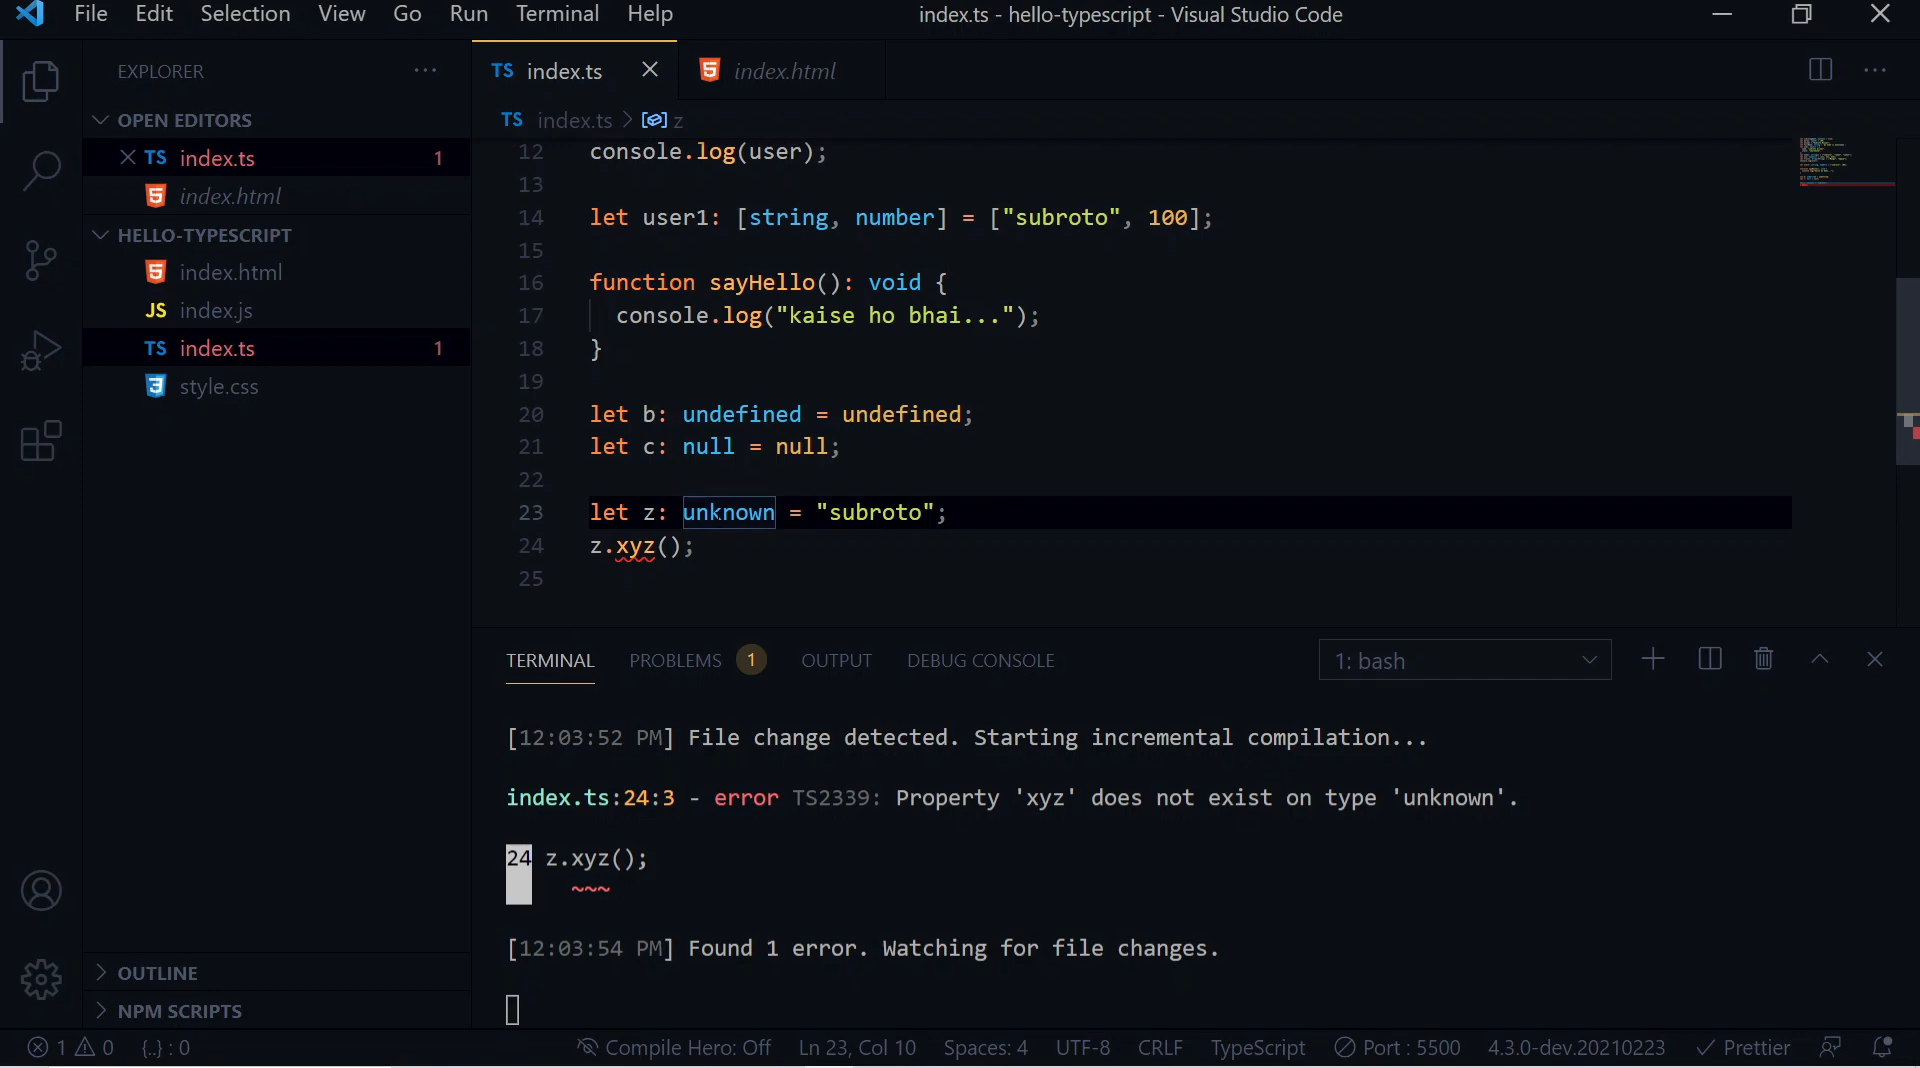 File Edit Selection View Go Run Terminal Help index.ts - hello-typescript - Visual Studio Code
EXPLORER
OPEN EDITORS
TS index.ts 1
index.html
HELLO-TYPESCRIPT
index.html
JS index.js
TS index.ts 1
style.css
OUTLINE
NPM SCRIPTS
TS index.ts index.html
TS index.ts > z
12 console.log(user);
13
14 let user1: [string, number] = ["subroto", 100];
15
16 function sayHello(): void {
17 console.log("kaise ho bhai...");
18 }
19
20 let b: undefined = undefined;
21 let c: null = null;
22
23 let z: unknown = "subroto";
24 z.xyz();
25
TERMINAL PROBLEMS 1 OUTPUT DEBUG CONSOLE 1: bash
[12:03:52 PM] File change detected. Starting incremental compilation...
index.ts:24:3 - error TS2339: Property 'xyz' does not exist on type 'unknown'.
24 z.xyz();
~~~
[12:03:54 PM] Found 1 error. Watching for file changes.
1 0 {..} : 0 Compile Hero: Off Ln 23, Col 10 Spaces: 4 UTF-8 CRLF TypeScript Port : 5500 4.3.0-dev.20210223 Prettier